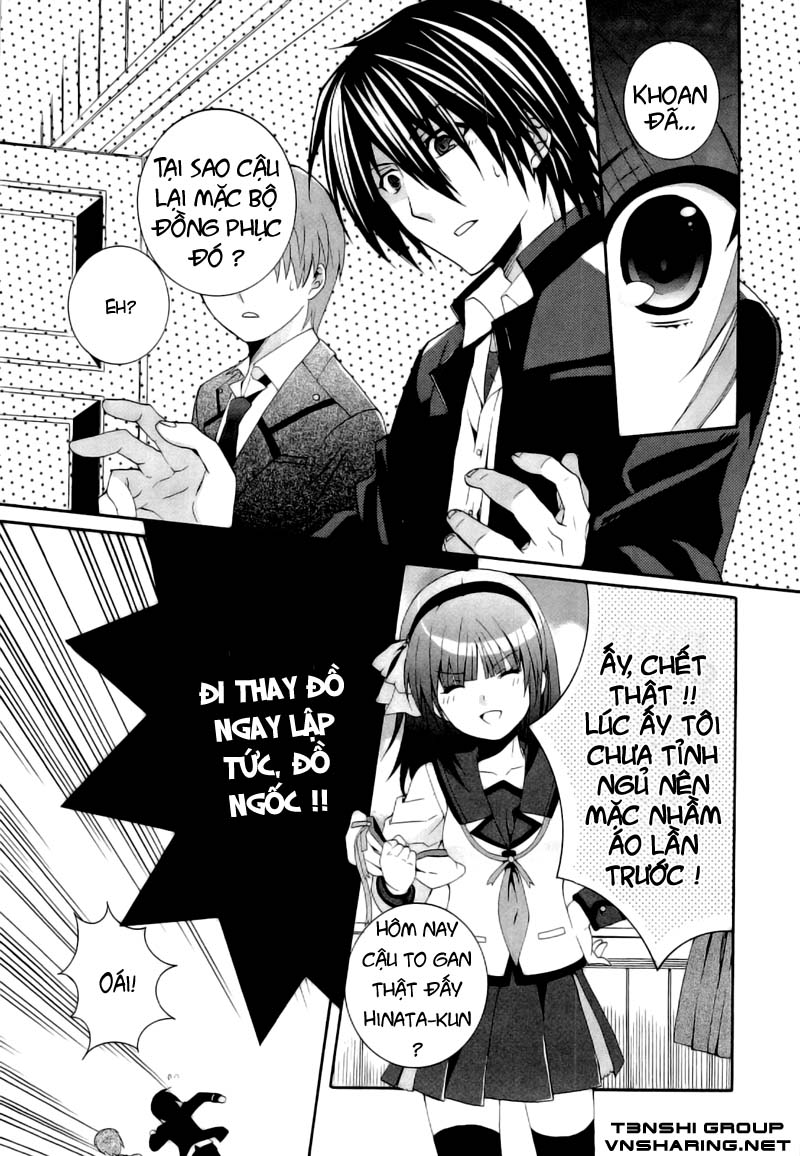 KHOAN
ĐÃ...
TẠI SAO CẬU
LẠI MẶC BỘ
ĐỒNG PHỤC
ĐÓ ?
EH?
ẤY, CHẾT
THẬT !!
LÚC ẤY TÔI
CHƯA TỈNH
NGỦ NÊN
MẶC NHẦM
ÁO LẦN
TRƯỚC !
ĐI THAY ĐỒ
NGAY LẬP
TỨC, ĐỒ
NGỐC !!
HÔM NAY
CẬU TO GAN
THẬT ĐẤY
HINATA-KUN
?
OÁI!
T3NSHI GROUP
VNSHARING.NET